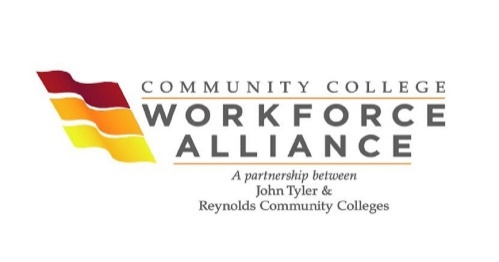 COMMUNITY COLLEGE
WORKFORCE
ALLIANCE
A partnership between
John Tyler &
Reynolds Community Colleges